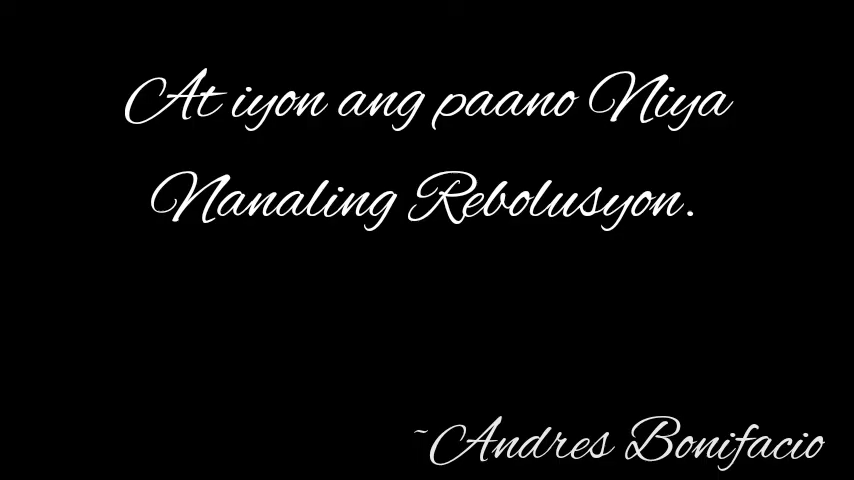 At iyon ang paano Niya
Nanaling Rebolusyon.
~Andres Bonifacio